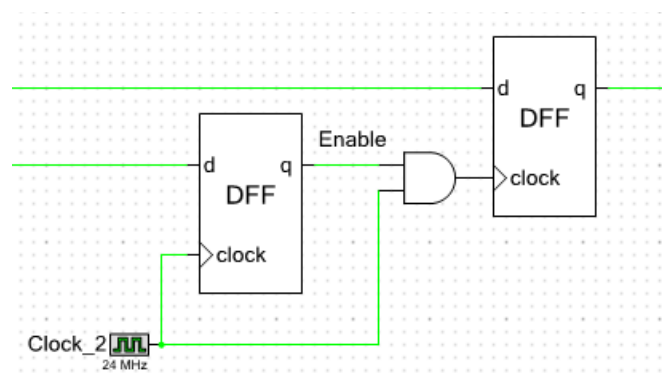 d q
DFF
clock
Enable
d q
DFF
clock
Clock_2
24 MHz